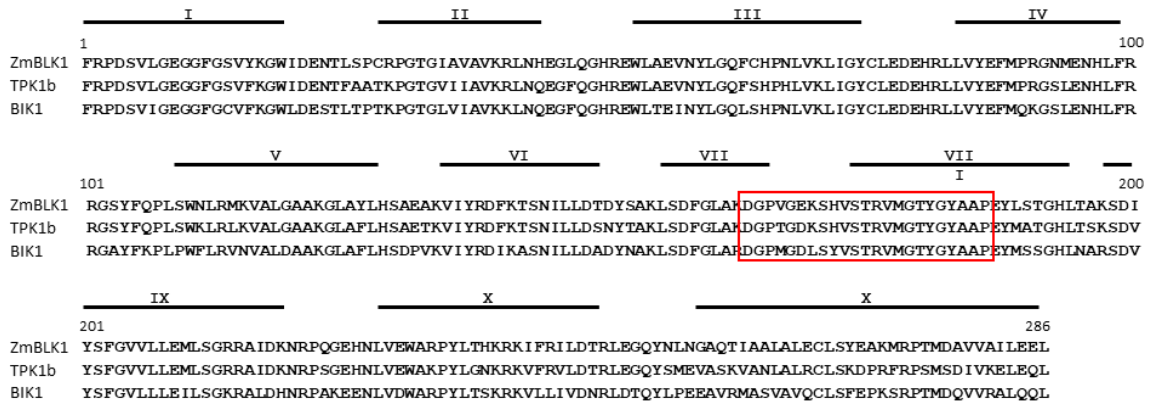 I II III IV
1 100
ZmBLK1 FRPDSVLGEGGFGSVYKGWIDENTLSPCRPGTGIAVAVKRLNHEGLQGHREWLAEVNYLGQFCHPNLVKLIGYCLEDEHRLLVYEFMPRGNMENHLFR
TPK1b FRPDSVLGEGGFGSVFKGWIDENTFAATKPGTGVIIAVKRLNQEGFQGHREWLAEVNYLGQFSHPHLVKLIGYCLEDEHRLLVYEFMPRGSLENHLFR
BIK1 FRPDSVIGEGGFGCVFKGWLDESTLTPTKPGTGLVIAVKKLNQEGFQGHREWLTEINYLGQLSHPNLVKLIGYCLEDEHRLLVYEFMQKGSLENHLFR
V VI VII VII
I
101 200
ZmBLK1 RGSYFQPLSWNLRMKVALGAAKGLAYLHSAEAKVIYRDFKTSNILLDTDYSAKLSDFGLAKDGPVGEKSHVSTRVMGTYGYAAPEYLSTGHLTAKSDI
TPK1b RGSYFQPLSWKLRLKVALGAAKGLAFLHSAETKVIYRDFKTSNILLDSNYTAKLSDFGLAKDGPTGDKSHVSTRVMGTYGYAAPEYMATGHLTSKSDV
BIK1 RGAYFKPLPWFLRVNVALDAAKGLAFLHSDPVKVIYRDIKASNILLDADYNAKLSDFGLARDGPMGDLSYVSTRVMGTYGYAAPEYMSSGHLNARSDV
IX X X
201 286
ZmBLK1 YSFGVVLLEMLSGRRAIDKNRPQGEHNLVEWARPYLTHKRKIFRILDTRLEGQYNLNGAQTIAALALECLSYEAKMRPTMDAVVAILEEL
TPK1b YSFGVVLLEMLSGRRAIDKNRPSGEHNLVEWAKPYLGNKRKVFRVLDTRLEGQYSMEVASKVANLALRCLSKDPRFRPSMSDIVKELEQL
BIK1 YSFGVLLLEILSGKRALDHNRPAKEENLVDWARPYLTSKRKVLLIVDNRLDTQYLPEEAVRMASVAVQCLSFEPKSRPTMDQVVRALQQL